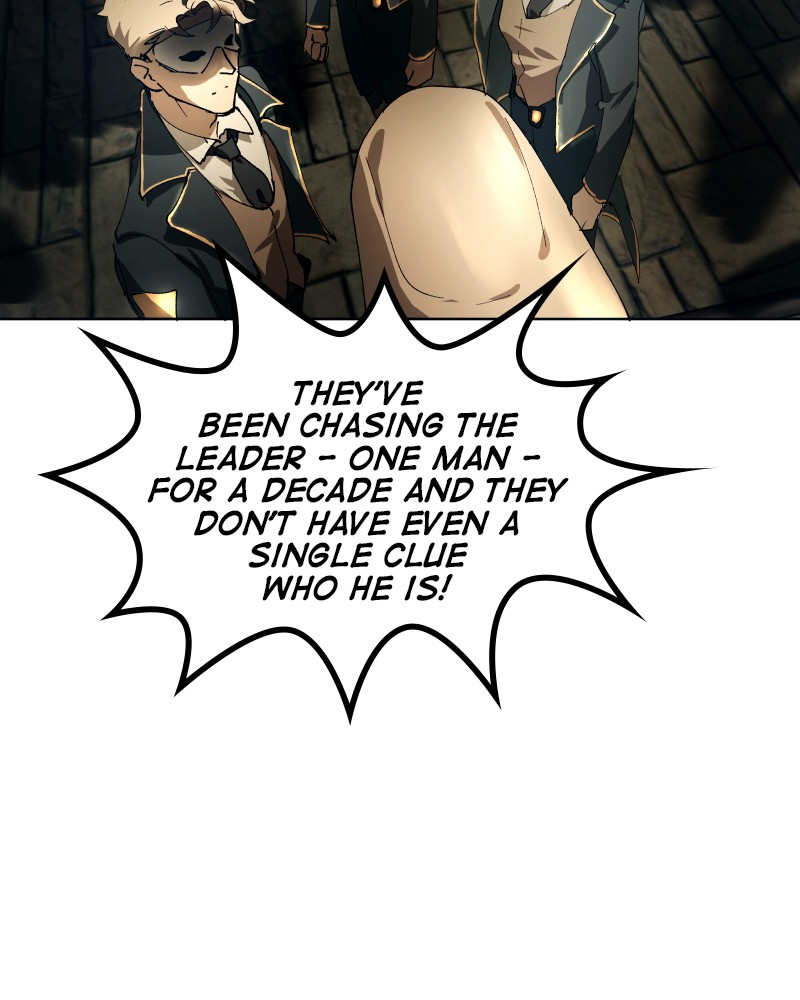 THEY'VE
BEEN CHASING THE
LEADER - ONE MAN -
FOR A DECADE AND THEY
DON'T HAVE EVEN A
SINGLE CLUE
WHO HE IS!